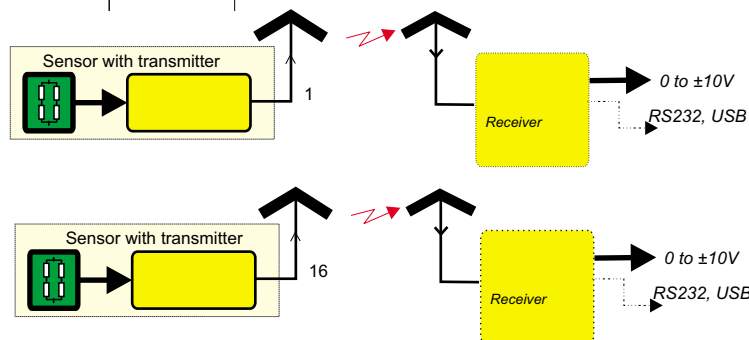 Sensor with transmitter
1
Receiver
0 to ±10V
RS232, USB
Sensor with transmitter
16
Receiver
0 to ±10V
RS232, USB